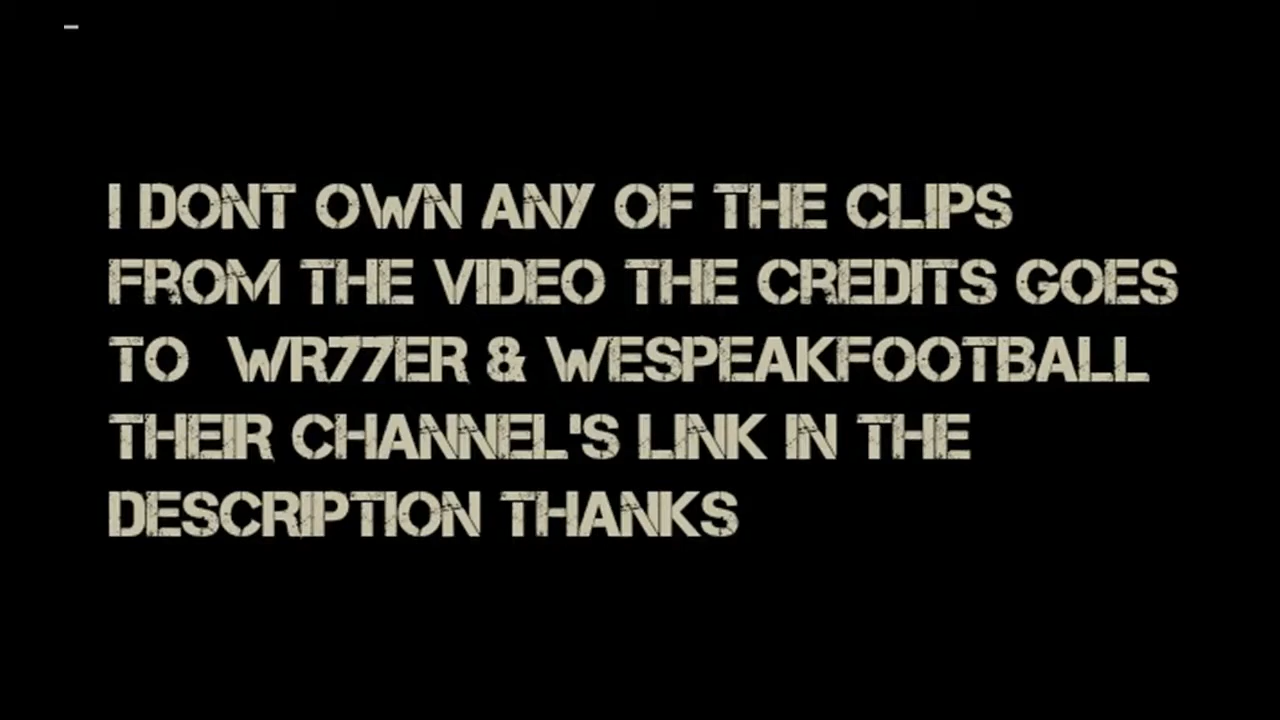 I DONT OWN ANY OF THE CLIPS
FROM THE VIDEO THE CREDITS GOES
TO WR77ER & WESPEAKFOOTBALL
THEIR CHANNEL'S LINK IN THE
DESCRIPTION THANKS